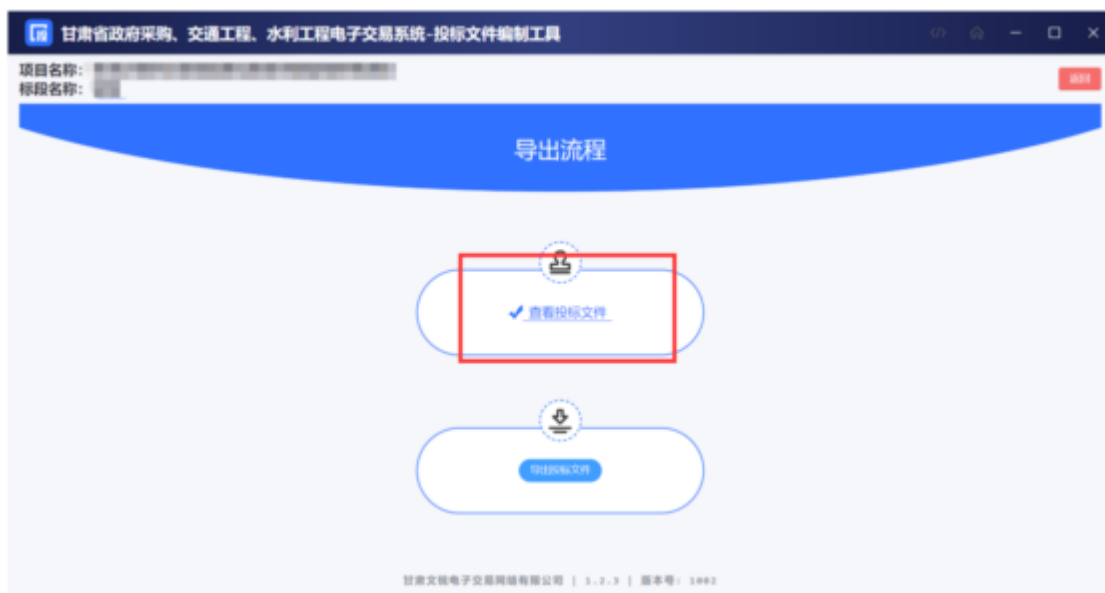 甘肃省政府采购、交通工程、水利工程电子交易系统-投标文件编制工具
项目名称:
标段名称:
返回
导出流程
查看投标文件
导出投标文件
甘肃文锐电子交易网络有限公司 | 1.2.3 | 版本号: 1002